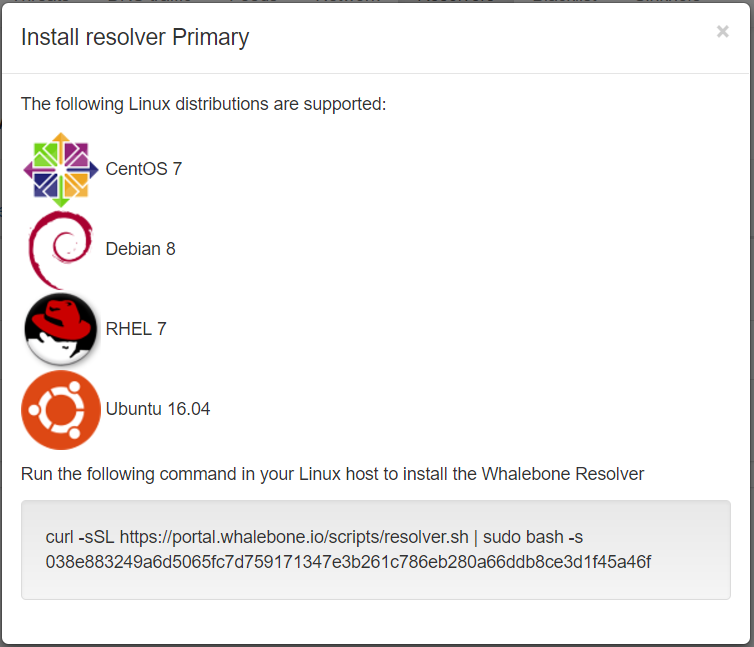 Install resolver Primary
×
The following Linux distributions are supported:
CentOS 7
Debian 8
RHEL 7
Ubuntu 16.04
Run the following command in your Linux host to install the Whalebone Resolver
curl -sSL https://portal.whalebone.io/scripts/resolver.sh | sudo bash -s
038e883249a6d5065fc7d759171347e3b261c786eb280a66ddb8ce3d1f45a46f